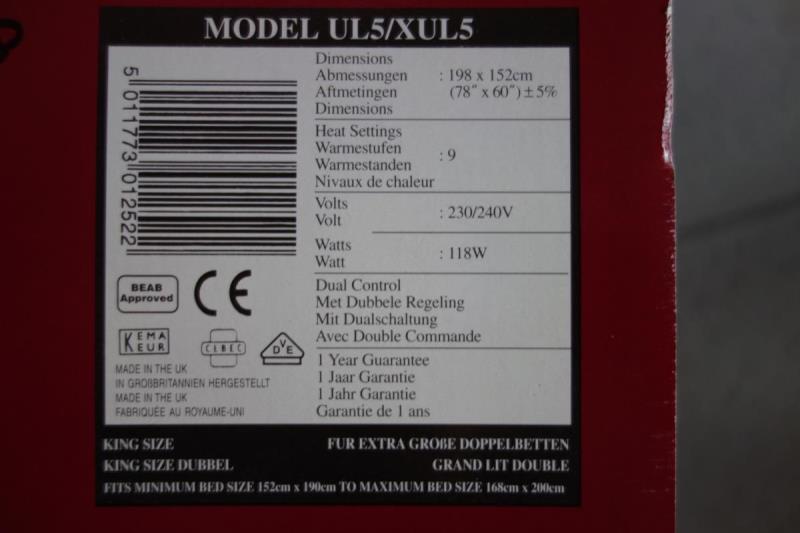 MODEL UL5/XUL5
5 011773 012522
Dimensions
Abmessungen : 198 x 152cm
Aftmetingen (78" x 60") ± 5%
Dimensions
Heat Settings
Warmestufen
Warmestanden : 9
Nivaux de chaleur
Volts
Volt : 230/240V
Watts
Watt : 118W
Dual Control
Met Dubbele Regeling
Mit Dualschaltung
Avec Double Commande
1 Year Guarantee
1 Jaar Garantie
1 Jahr Garantie
Garantie de 1 ans
BEAB
Approved
CE
KEMA
KEUR
CEBEC
DVE
MADE IN THE UK
IN GROßBRITANNIEN HERGESTELLT
MADE IN THE UK
FABRIQUÉE AU ROYAUME-UNI
KING SIZE FUR EXTRA GROßE DOPPELBETTEN
KING SIZE DUBBEL GRAND LIT DOUBLE
FITS MINIMUM BED SIZE 152cm x 190cm TO MAXIMUM BED SIZE 168cm x 200cm